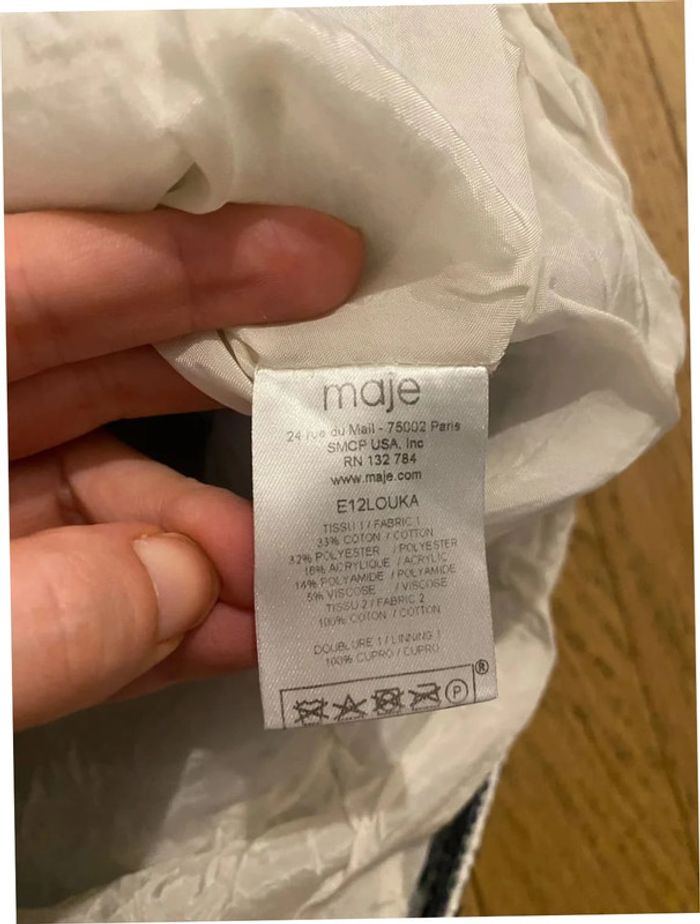 maje
24 rue du Mail - 75002 Paris
SMCP USA, Inc
RN 132 784
www.maje.com
E12LOUKA
TISSU 1 / FABRIC 1
33% COTON / COTTON
32% POLYESTER / POLYESTER
16% ACRYLIQUE / ACRYLIC
14% POLYAMIDE / POLYAMIDE
5% VISCOSE / VISCOSE
TISSU 2 / FABRIC 2
100% COTON / COTTON
DOUBLURE 1 / LINNING 1
100% CUPRO / CUPRO
®
P